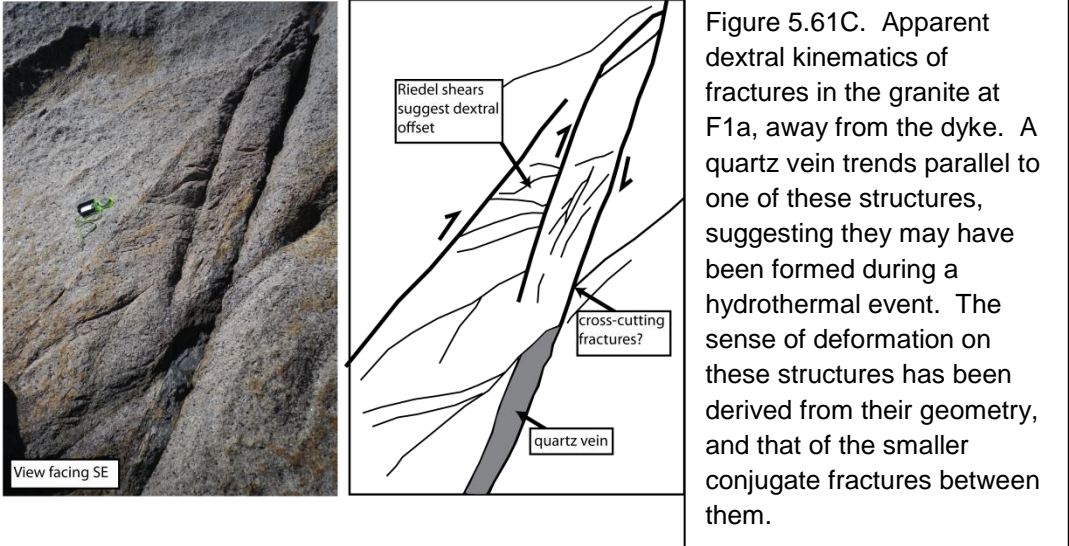 View facing SE
Riedel shears
suggest dextral
offset
cross-cutting
fractures?
quartz vein
Figure 5.61C. Apparent
dextral kinematics of
fractures in the granite at
F1a, away from the dyke. A
quartz vein trends parallel to
one of these structures,
suggesting they may have
been formed during a
hydrothermal event. The
sense of deformation on
these structures has been
derived from their geometry,
and that of the smaller
conjugate fractures between
them.